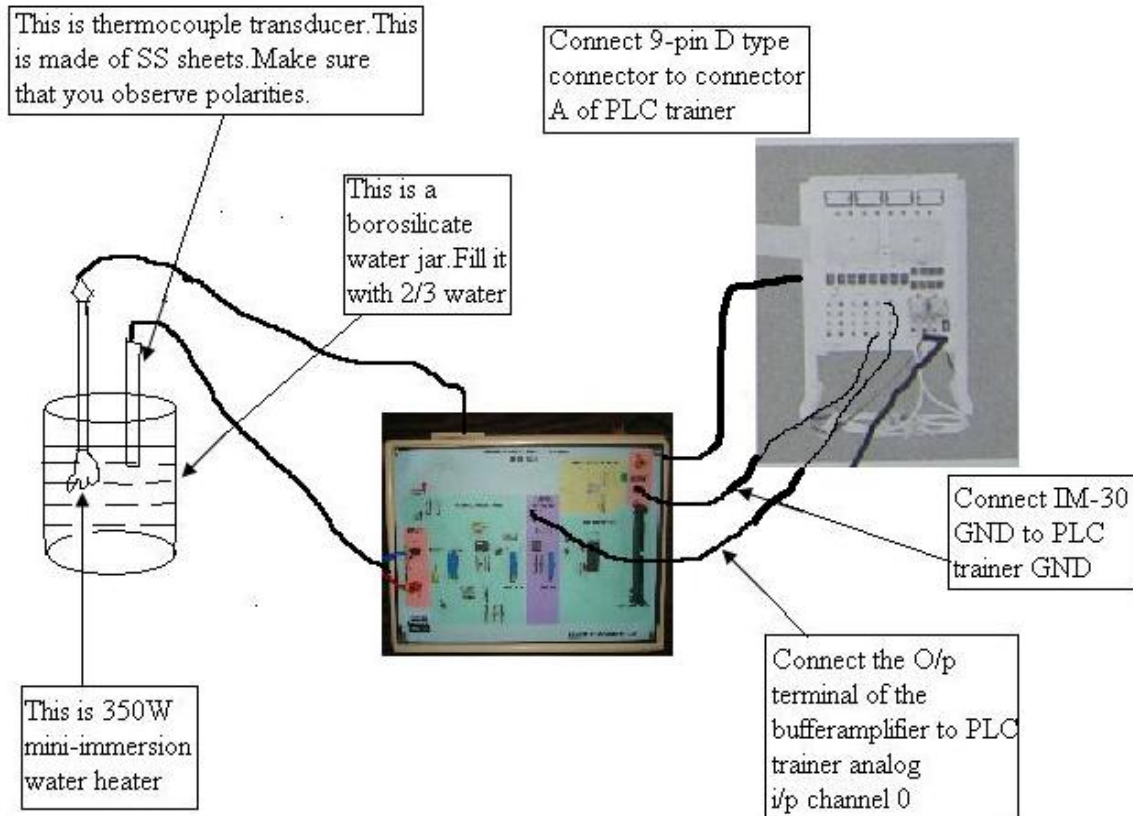 This is thermocouple transducer.This
is made of SS sheets.Make sure
that you observe polarities.
Connect 9-pin D type
connector to connector
A of PLC trainer
This is a
borosilicate
water jar.Fill it
with 2/3 water
Connect IM-30
GND to PLC
trainer GND
Connect the O/p
terminal of the
bufferamplifier to PLC
trainer analog
i/p channel 0
This is 350W
mini-immersion
water heater